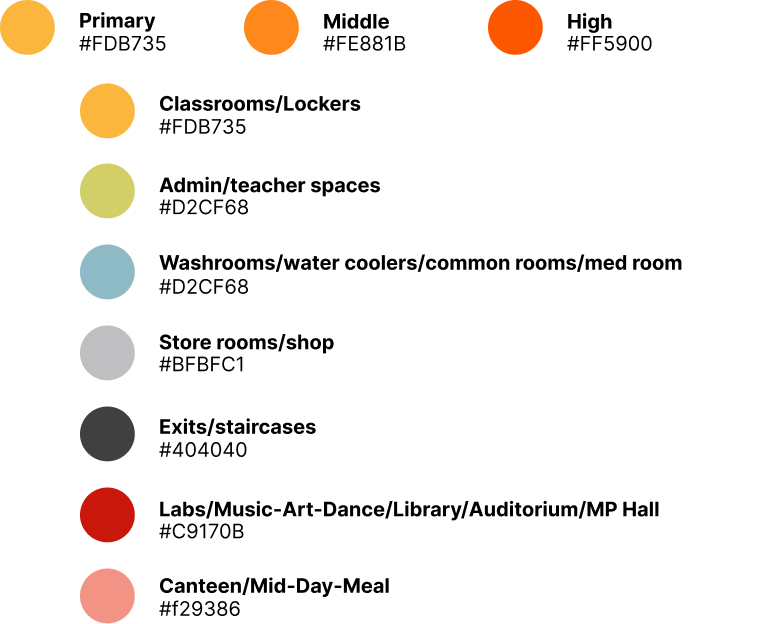 Primary
#FDB735
Middle
#FE881B
High
#FF5900
Classrooms/Lockers
#FDB735
Admin/teacher spaces
#D2CF68
Washrooms/water coolers/common rooms/med room
#D2CF68
Store rooms/shop
#BFBFC1
Exits/staircases
#404040
Labs/Music-Art-Dance/Library/Auditorium/MP Hall
#C9170B
Canteen/Mid-Day-Meal
#f29386